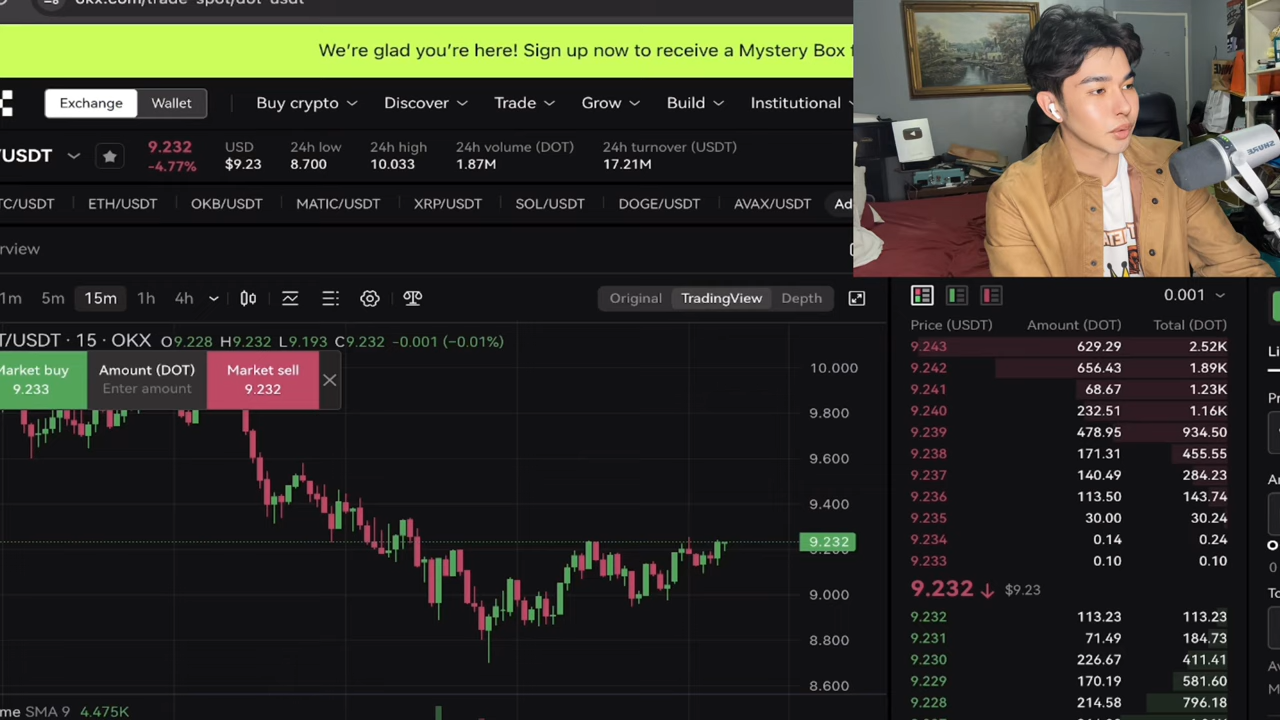 okx.com/trade-spot/dot-usdt
We're glad you're here! Sign up now to receive a Mystery Box
Exchange Wallet Buy crypto Discover Trade Grow Build Institutional
/USDT 9.232 -4.77% USD $9.23 24h low 8.700 24h high 10.033 24h volume (DOT) 1.87M 24h turnover (USDT) 17.21M
TC/USDT ETH/USDT OKB/USDT MATIC/USDT XRP/USDT SOL/USDT DOGE/USDT AVAX/USDT Ad
rview
1m 5m 15m 1h 4h Original TradingView Depth
T/USDT · 15 · OKX O9.228 H9.232 L9.193 C9.232 -0.001 (-0.01%)
Market buy 9.233 Amount (DOT) Enter amount Market sell 9.232
10.000
9.800
9.600
9.400
9.232
9.000
8.800
8.600
me SMA 9 4.475K
0.001
Price (USDT) Amount (DOT) Total (DOT)
9.243 629.29 2.52K
9.242 656.43 1.89K
9.241 68.67 1.23K
9.240 232.51 1.16K
9.239 478.95 934.50
9.238 171.31 455.55
9.237 140.49 284.23
9.236 113.50 143.74
9.235 30.00 30.24
9.234 0.14 0.24
9.233 0.10 0.10
9.232 $9.23
9.232 113.23 113.23
9.231 71.49 184.73
9.230 226.67 411.41
9.229 170.19 581.60
9.228 214.58 796.18
SHURE